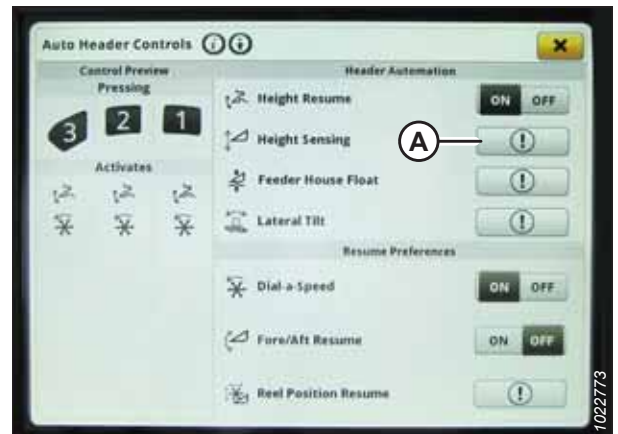 Auto Header Controls
Control Preview
Pressing
3 2 1
Activates
Header Automation
Height Resume ON OFF
Height Sensing A
Feeder House Float
Lateral Tilt
Resume Preferences
Dial-a-Speed ON OFF
Fore/Aft Resume ON OFF
Reel Position Resume
1022773